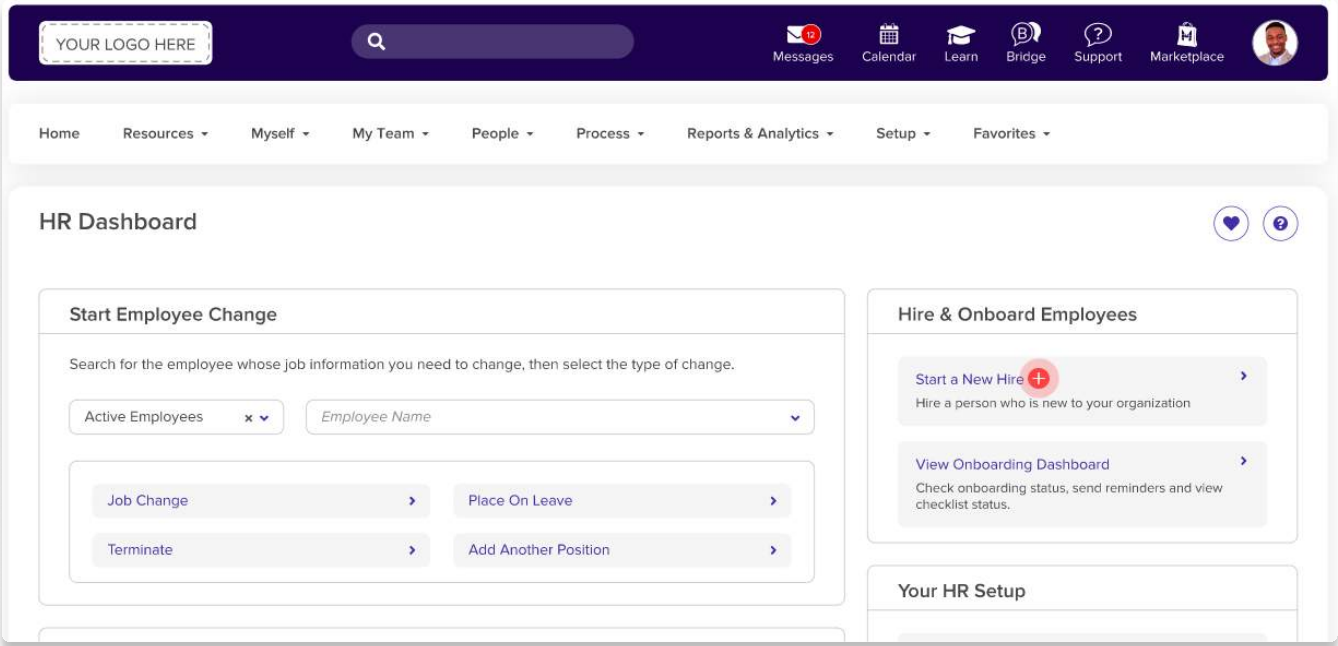 YOUR LOGO HERE
12
Messages
Calendar
Learn
B
Bridge
?
Support
M
Marketplace
Home
Resources
Myself
My Team
People
Process
Reports & Analytics
Setup
Favorites
HR Dashboard
?
Start Employee Change
Search for the employee whose job information you need to change, then select the type of change.
Active Employees
Employee Name
Job Change
Place On Leave
Terminate
Add Another Position
Hire & Onboard Employees
Start a New Hire
Hire a person who is new to your organization
View Onboarding Dashboard
Check onboarding status, send reminders and view
checklist status.
Your HR Setup